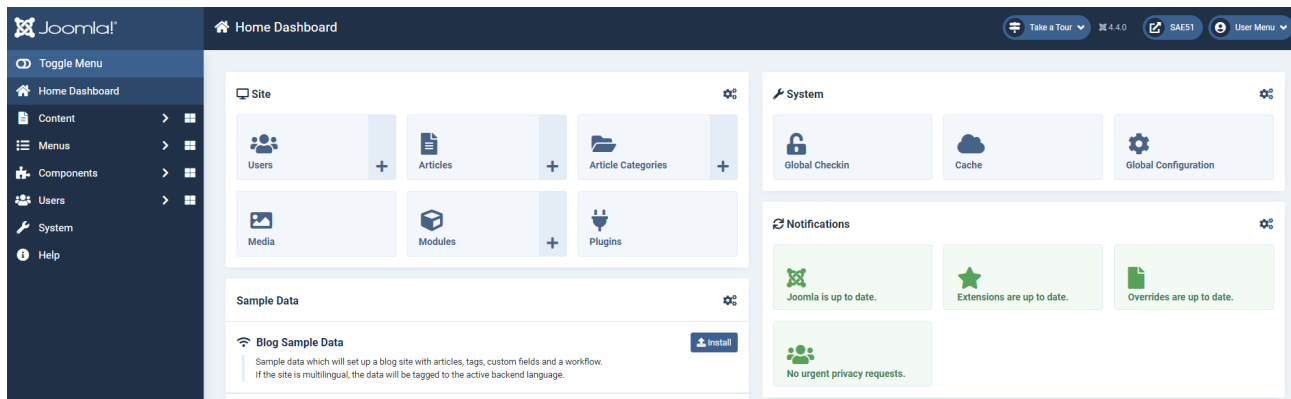 Joomla!
Home Dashboard
Take a Tour
4.4.0
SAE51
User Menu
Toggle Menu
Home Dashboard
Content
Menus
Components
Users
System
Help
Site
Users
Articles
Article Categories
Media
Modules
Plugins
Sample Data
Blog Sample Data
Install
Sample data which will set up a blog site with articles, tags, custom fields and a workflow.
If the site is multilingual, the data will be tagged to the active backend language.
System
Global Checkin
Cache
Global Configuration
Notifications
Joomla is up to date.
Extensions are up to date.
Overrides are up to date.
No urgent privacy requests.